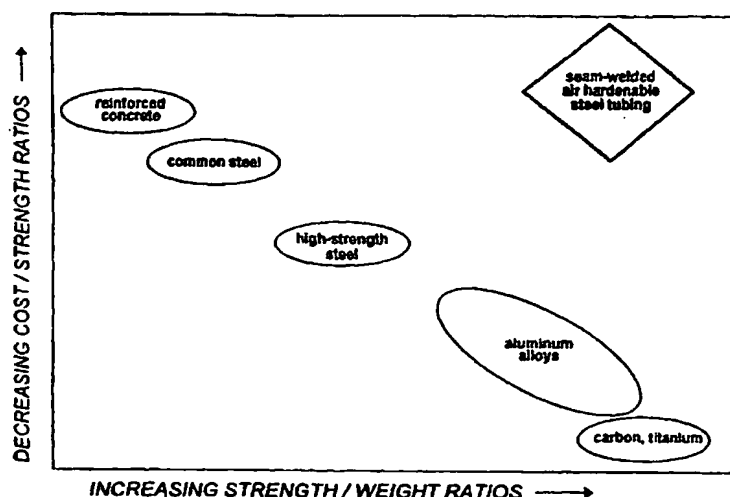 DECREASING COST / STRENGTH RATIOS
seam-welded
air hardenable
steel tubing
reinforced
concrete
common steel
high-strength
steel
aluminum
alloys
carbon, titanium
INCREASING STRENGTH / WEIGHT RATIOS